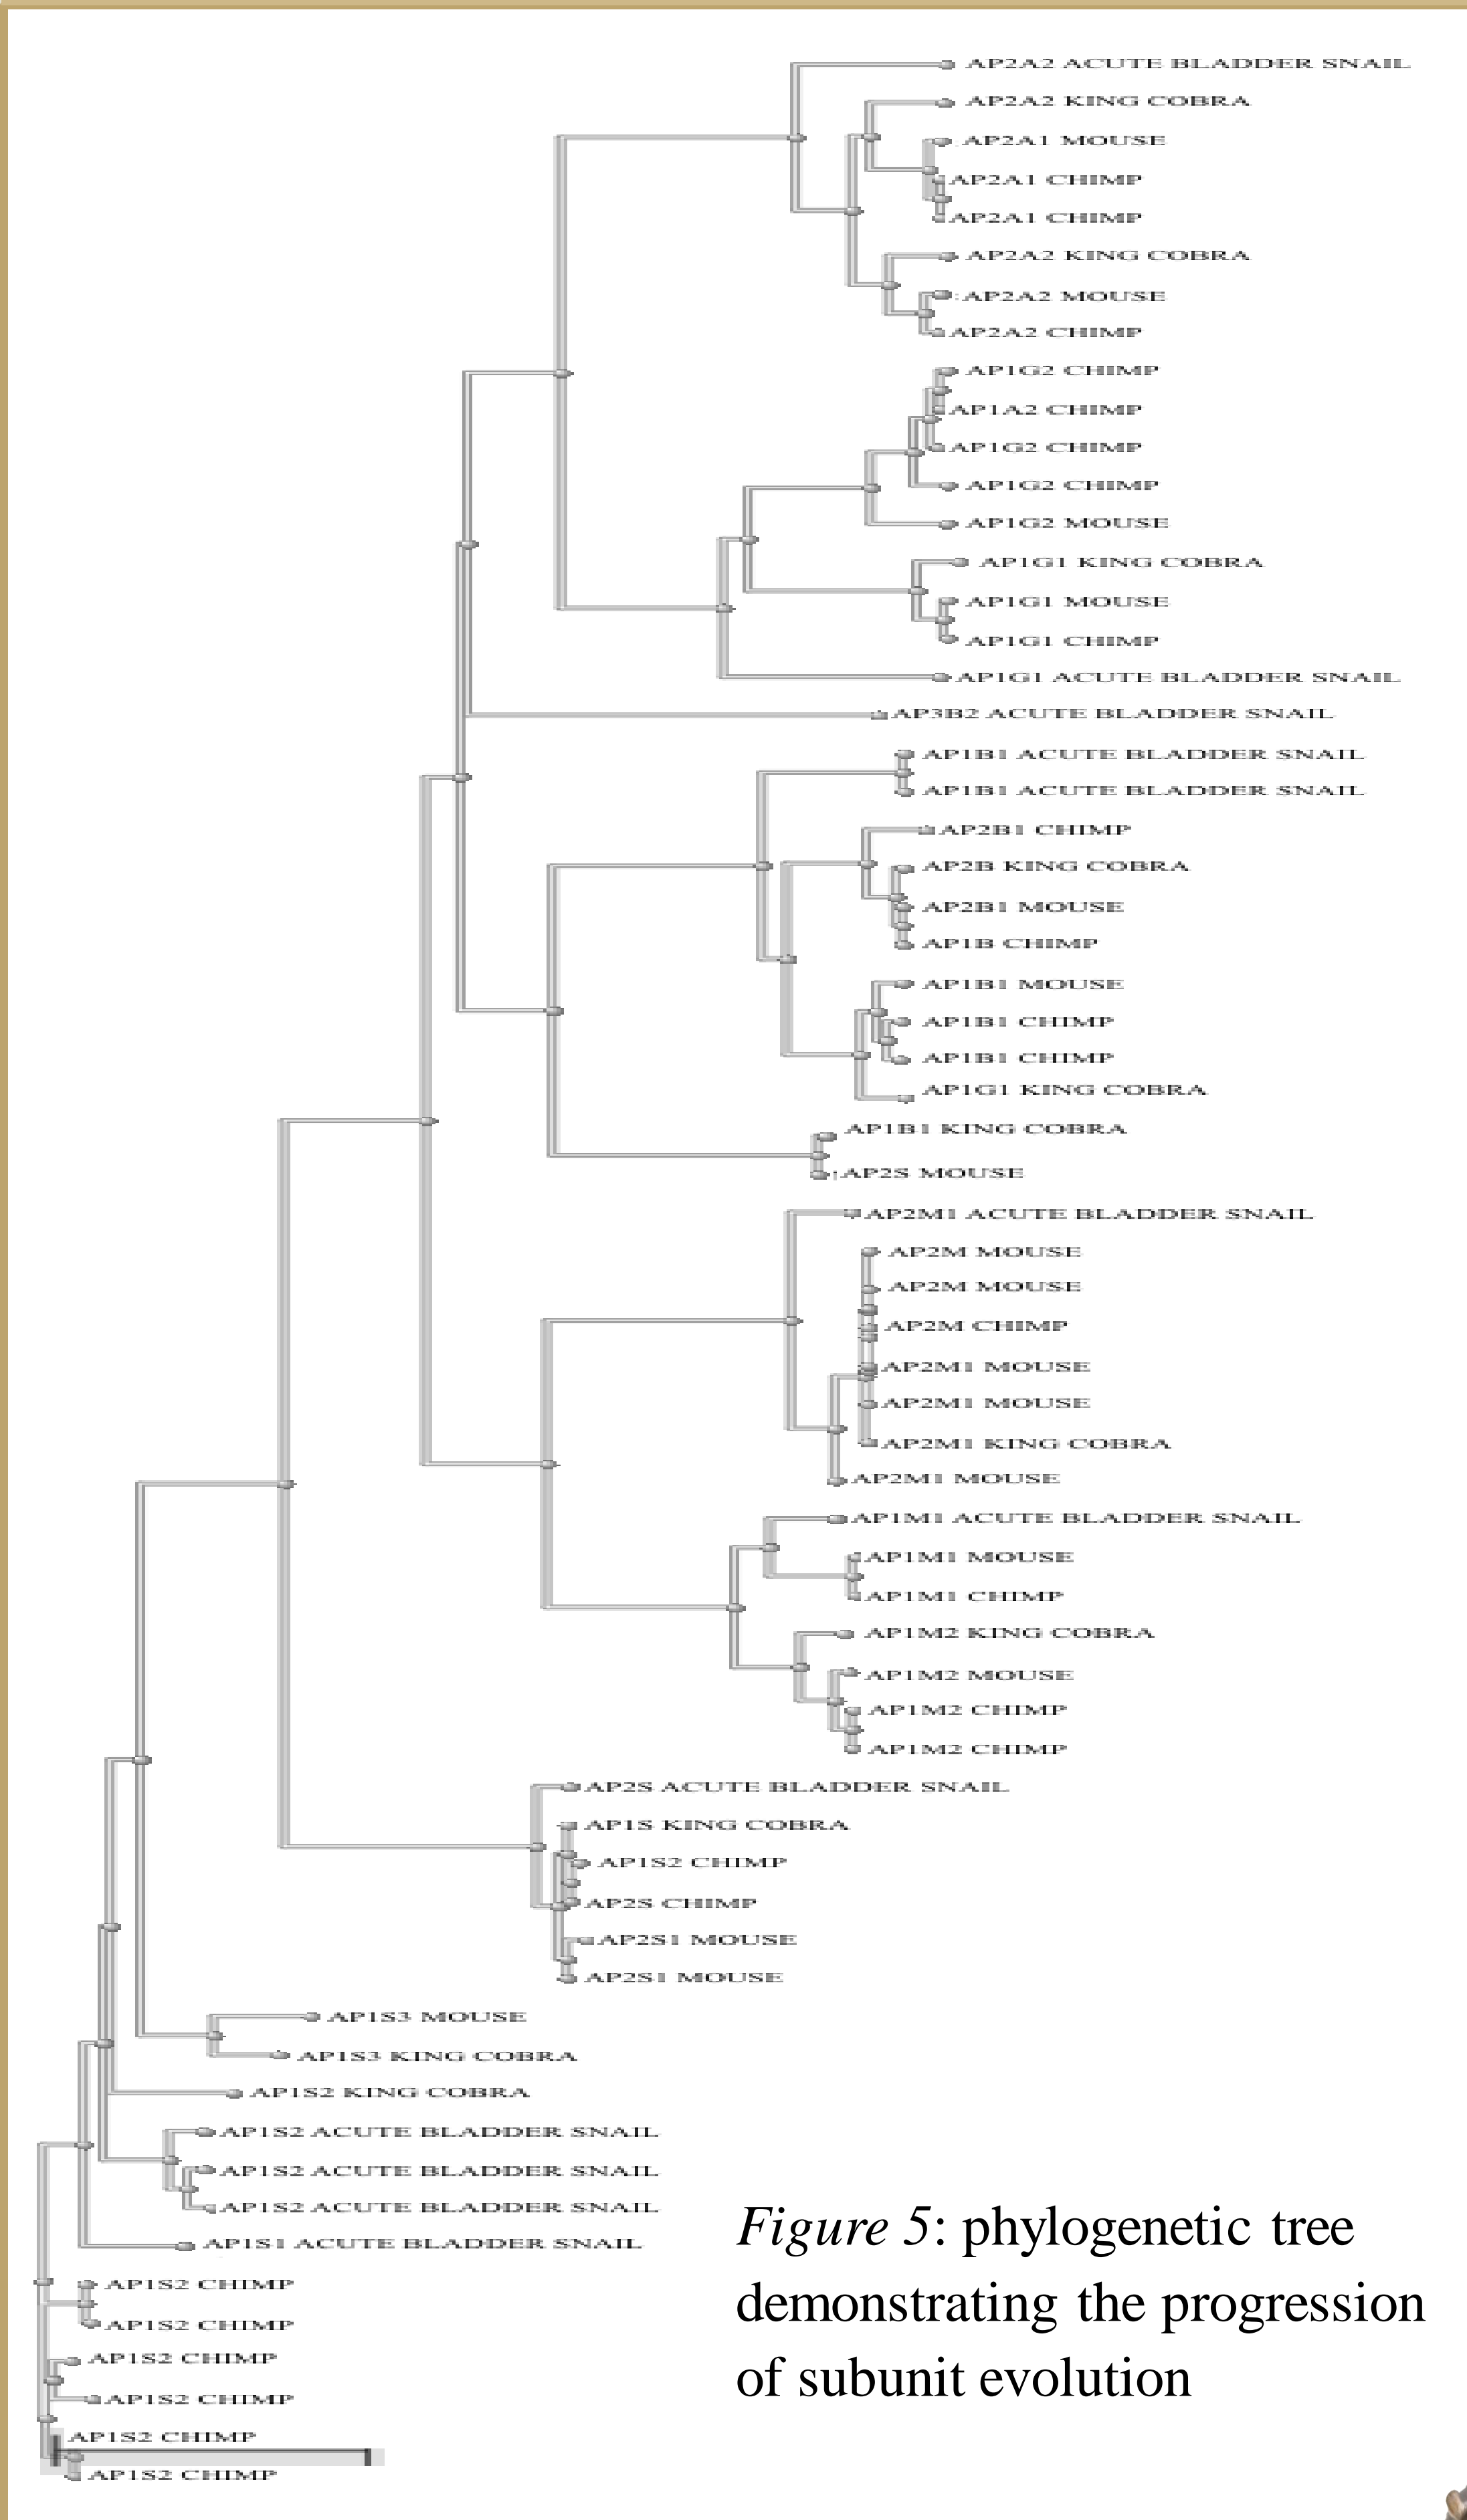 AP2A2 ACUTE BLADDER SNAIL
AP2A2 KING COBRA
AP2A1 MOUSE
AP2A1 CHIMP
AP2A1 CHIMP
AP2A2 KING COBRA
AP2A2 MOUSE
AP2A2 CHIMP
AP1G2 CHIMP
AP1A2 CHIMP
AP1G2 CHIMP
AP1G2 CHIMP
AP1G2 MOUSE
AP1G1 KING COBRA
AP1G1 MOUSE
AP1G1 CHIMP
AP1G1 ACUTE BLADDER SNAIL
AP3B2 ACUTE BLADDER SNAIL
AP1B1 ACUTE BLADDER SNAIL
AP1B1 ACUTE BLADDER SNAIL
AP2B1 CHIMP
AP2B KING COBRA
AP2B1 MOUSE
AP1B CHIMP
AP1B1 MOUSE
AP1B1 CHIMP
AP1B1 CHIMP
AP1G1 KING COBRA
AP1B1 KING COBRA
AP2S MOUSE
AP2M1 ACUTE BLADDER SNAIL
AP2M MOUSE
AP2M MOUSE
AP2M CHIMP
AP2M1 MOUSE
AP2M1 MOUSE
AP2M1 KING COBRA
AP2M1 MOUSE
AP1M1 ACUTE BLADDER SNAIL
AP1M1 MOUSE
AP1M1 CHIMP
AP1M2 KING COBRA
AP1M2 MOUSE
AP1M2 CHIMP
AP1M2 CHIMP
AP2S ACUTE BLADDER SNAIL
AP1S KING COBRA
AP1S2 CHIMP
AP2S CHIMP
AP2S1 MOUSE
AP2S1 MOUSE
AP1S3 MOUSE
AP1S3 KING COBRA
AP1S2 KING COBRA
AP1S2 ACUTE BLADDER SNAIL
AP1S2 ACUTE BLADDER SNAIL
AP1S2 ACUTE BLADDER SNAIL
AP1S1 ACUTE BLADDER SNAIL
AP1S2 CHIMP
AP1S2 CHIMP
AP1S2 CHIMP
AP1S2 CHIMP
AP1S2 CHIMP
AP1S2 CHIMP
Figure 5: phylogenetic tree
demonstrating the progression
of subunit evolution